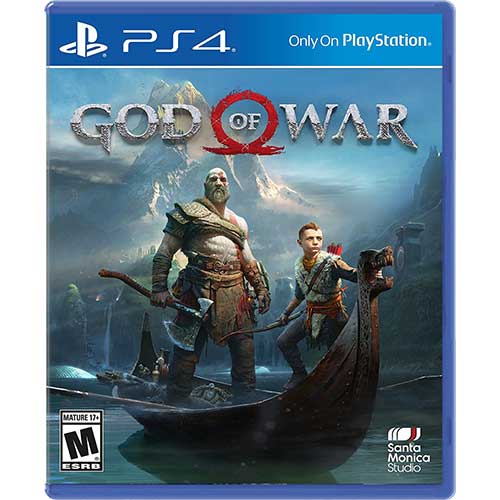 PS4
Only On PlayStation®
GOD OF WAR
MATURE 17+
M
ESRB
Santa
Monica
Studio